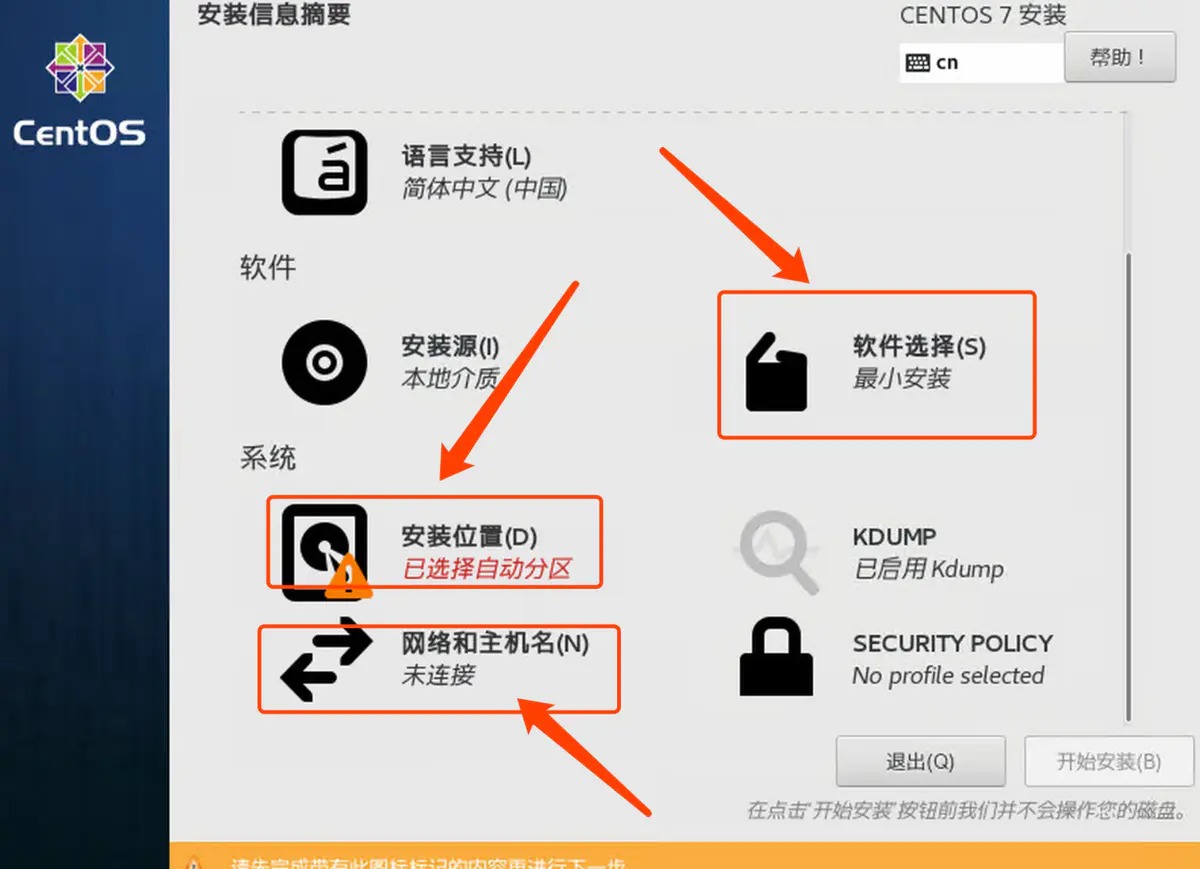 安装信息摘要
CENTOS 7 安装
cn
帮助！
CentOS
á
语言支持(L)
简体中文 (中国)
软件
安装源(I)
本地介质
软件选择(S)
最小安装
系统
安装位置(D)
已选择自动分区
KDUMP
已启用 Kdump
网络和主机名(N)
未连接
SECURITY POLICY
No profile selected
退出(Q)
开始安装(B)
在点击"开始安装"按钮前我们并不会操作您的磁盘。
请先完成带有此图标标记的内容再进行下一步